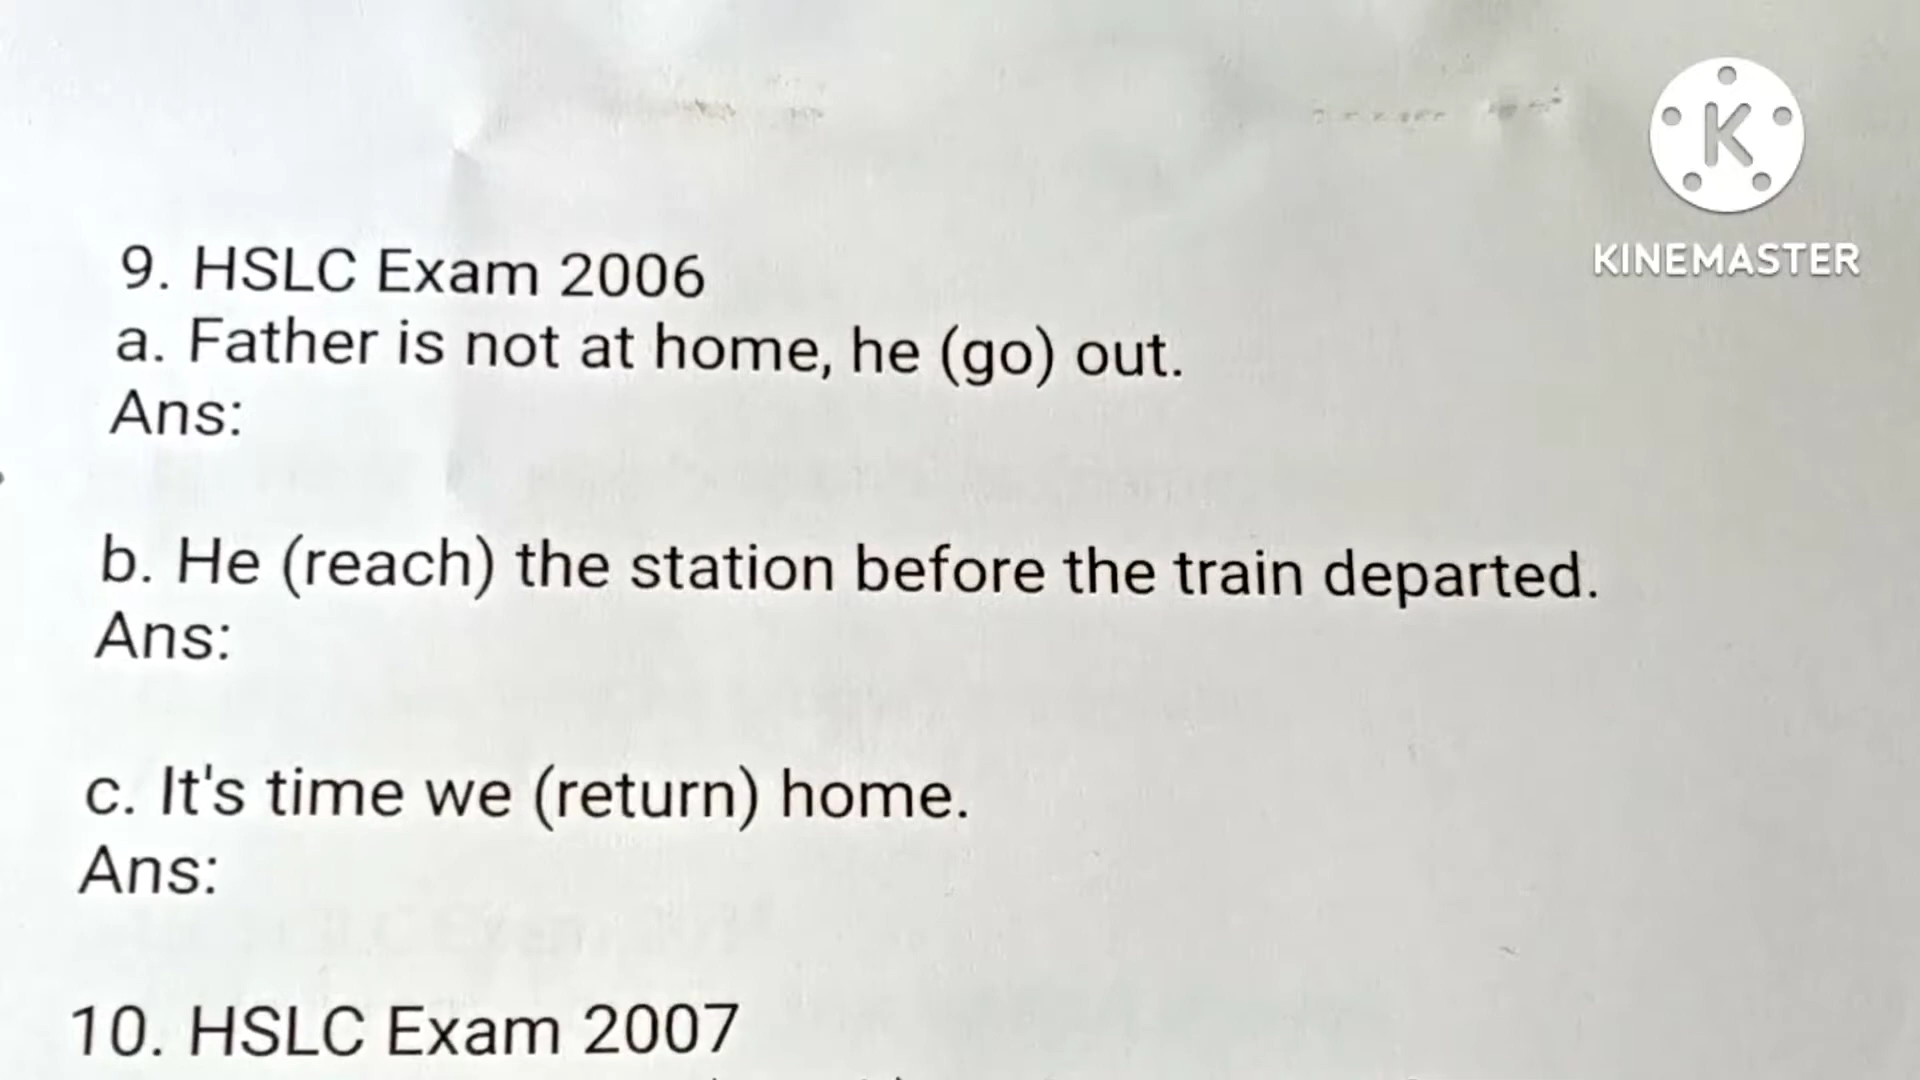 K
KINEMASTER
9. HSLC Exam 2006
a. Father is not at home, he (go) out.
Ans:
b. He (reach) the station before the train departed.
Ans:
c. It's time we (return) home.
Ans:
10. HSLC Exam 2007